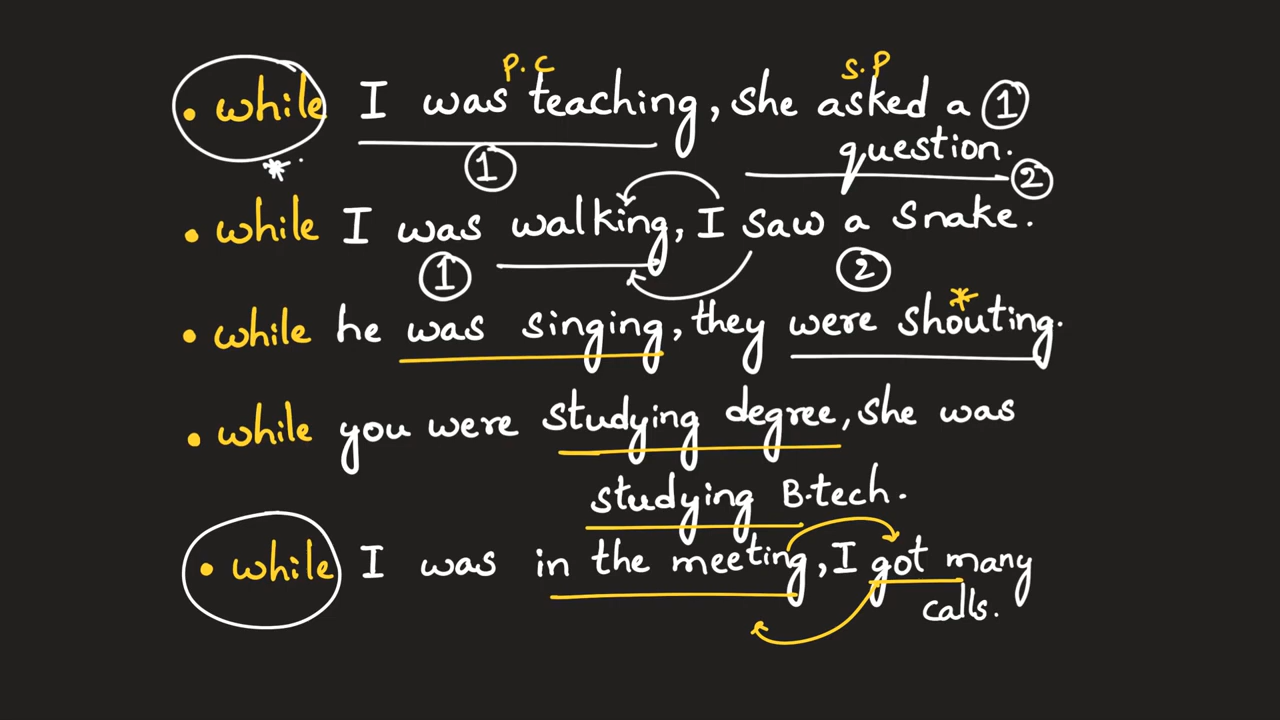 P.C S.P
• while I was teaching, she asked a ①
question.
① ②
• while I was walking, I saw a snake.
① ②
• while he was singing, they were shouting.
• while you were studying degree, she was
studying B.tech.
• while I was in the meeting, I got many
calls.